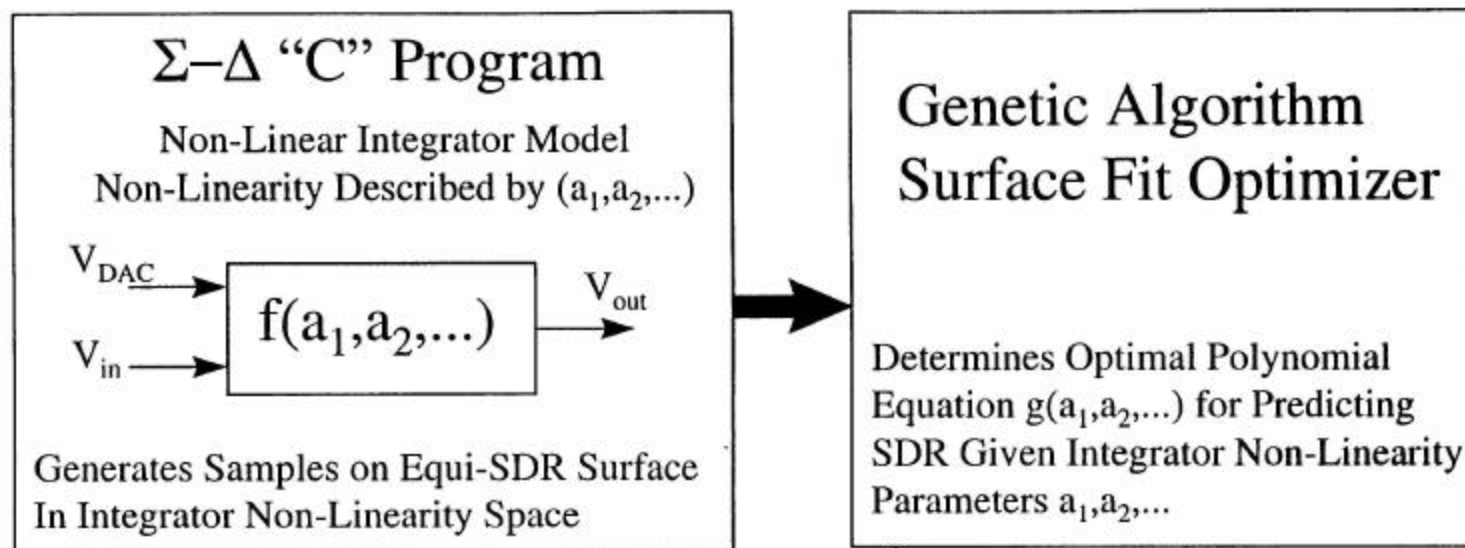 Σ–Δ “C” Program
Non-Linear Integrator Model
Non-Linearity Described by (a1,a2,...)
VDAC
Vin
f(a1,a2,...)
Vout
Generates Samples on Equi-SDR Surface
In Integrator Non-Linearity Space
Genetic Algorithm
Surface Fit Optimizer
Determines Optimal Polynomial
Equation g(a1,a2,...) for Predicting
SDR Given Integrator Non-Linearity
Parameters a1,a2,...